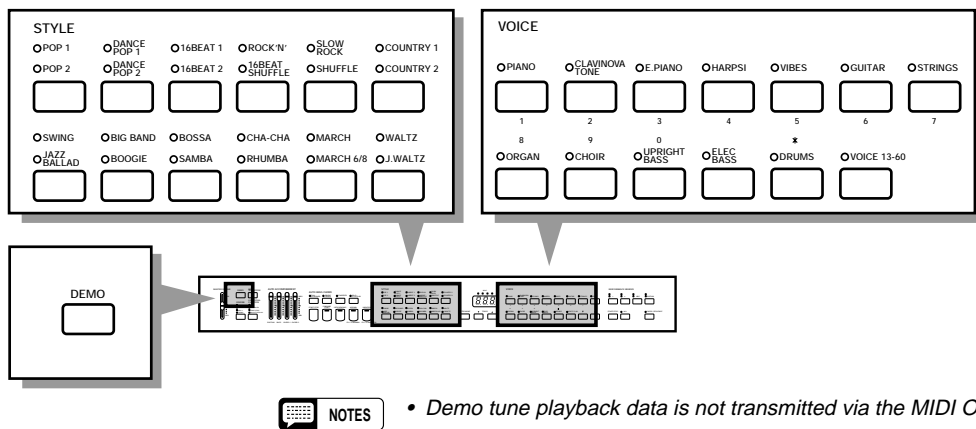 STYLE
POP 1 DANCE POP 1 16BEAT 1 ROCK'N' SLOW ROCK COUNTRY 1
POP 2 DANCE POP 2 16BEAT 2 16BEAT SHUFFLE SHUFFLE COUNTRY 2
SWING BIG BAND BOSSA CHA-CHA MARCH WALTZ
JAZZ BALLAD BOOGIE SAMBA RHUMBA MARCH 6/8 J.WALTZ
VOICE
PIANO CLAVINOVA TONE E.PIANO HARPSI VIBES GUITAR STRINGS
1 2 3 4 5 6 7
8 9 0 *
ORGAN CHOIR UPRIGHT BASS ELEC BASS DRUMS VOICE 13-60
DEMO
NOTES
• Demo tune playback data is not transmitted via the MIDI